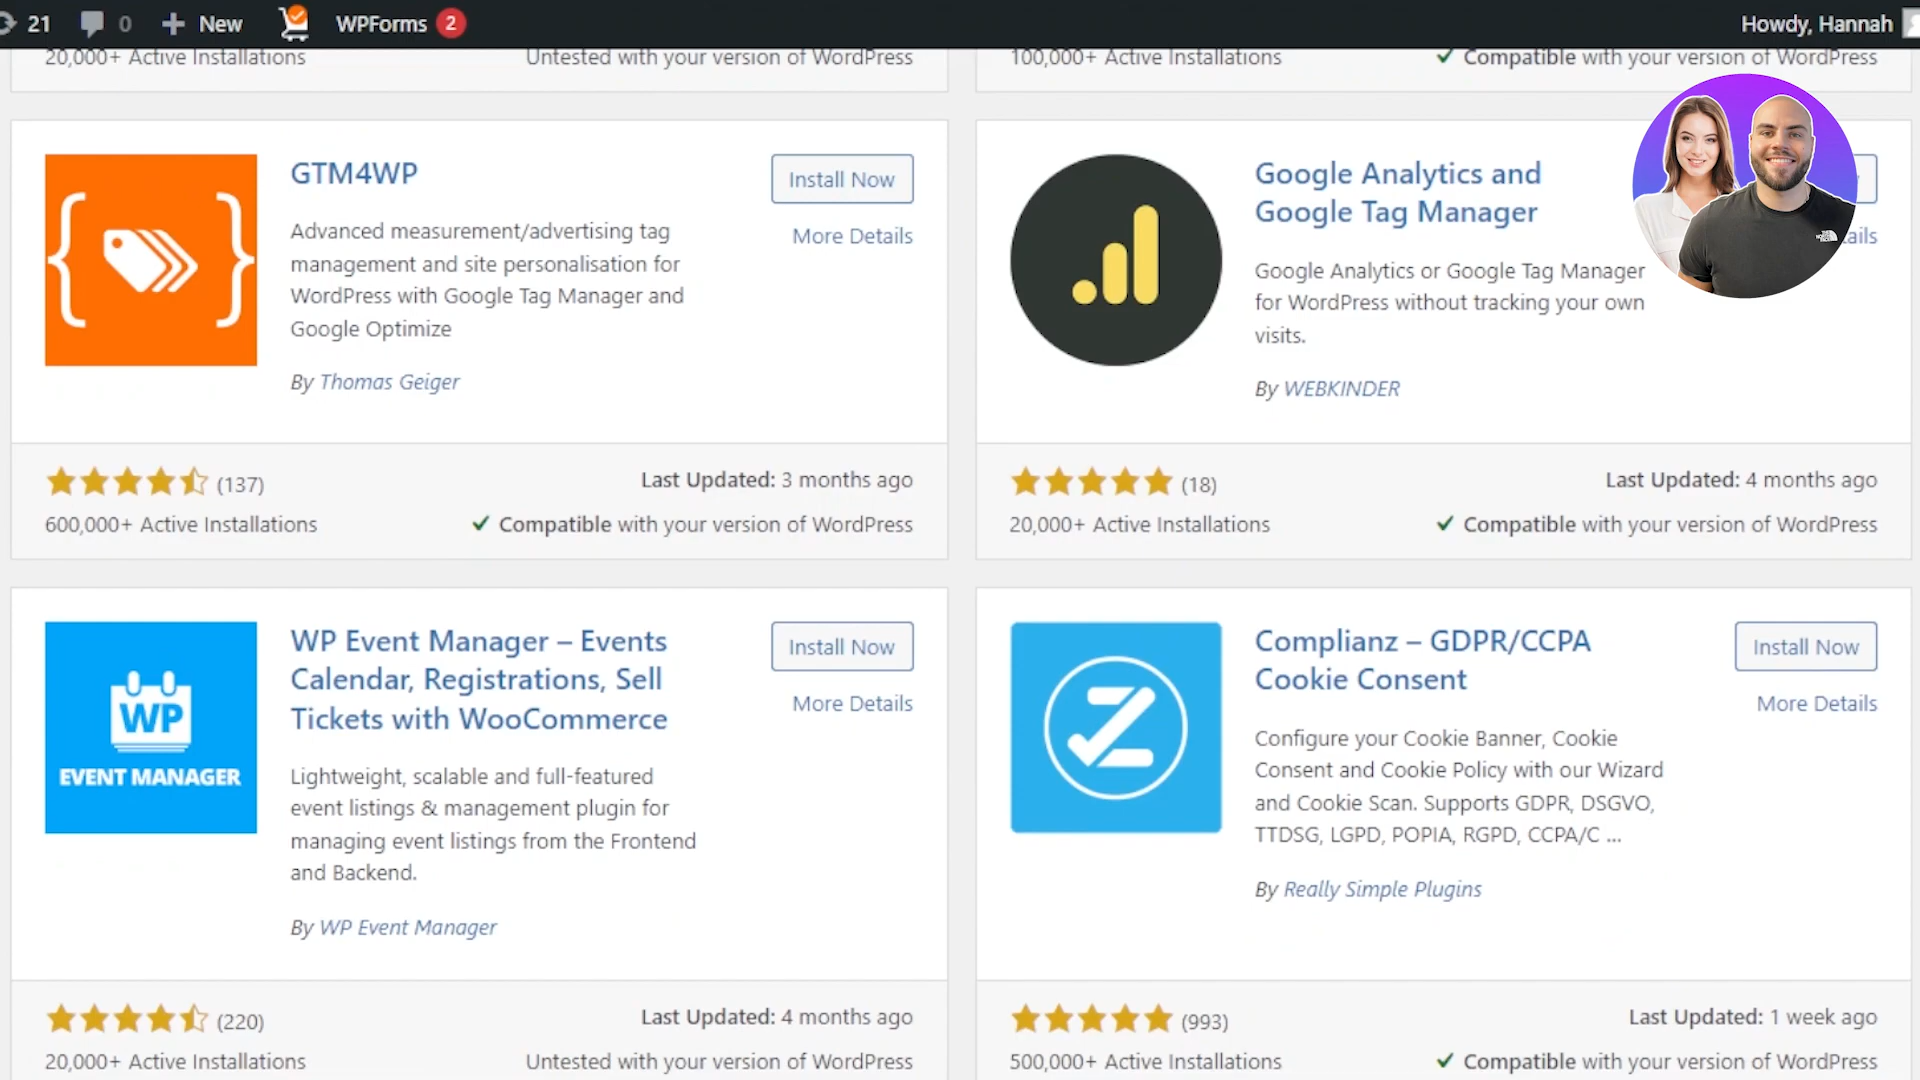 21
0
New
WPForms
2
Howdy, Hannah
20,000+ Active Installations
Untested with your version of WordPress
100,000+ Active Installations
Compatible with your version of WordPress
GTM4WP
Install Now
More Details
Advanced measurement/advertising tag
management and site personalisation for
WordPress with Google Tag Manager and
Google Optimize
By Thomas Geiger
(137)
Last Updated: 3 months ago
600,000+ Active Installations
Compatible with your version of WordPress
Google Analytics and
Google Tag Manager
Google Analytics or Google Tag Manager
for WordPress without tracking your own
visits.
By WEBKINDER
(18)
Last Updated: 4 months ago
20,000+ Active Installations
Compatible with your version of WordPress
WP
EVENT MANAGER
WP Event Manager – Events
Calendar, Registrations, Sell
Tickets with WooCommerce
Install Now
More Details
Lightweight, scalable and full-featured
event listings & management plugin for
managing event listings from the Frontend
and Backend.
By WP Event Manager
(220)
Last Updated: 4 months ago
20,000+ Active Installations
Untested with your version of WordPress
Complianz – GDPR/CCPA
Cookie Consent
Install Now
More Details
Configure your Cookie Banner, Cookie
Consent and Cookie Policy with our Wizard
and Cookie Scan. Supports GDPR, DSGVO,
TTDSG, LGPD, POPIA, RGPD, CCPA/C ...
By Really Simple Plugins
(993)
Last Updated: 1 week ago
500,000+ Active Installations
Compatible with your version of WordPress